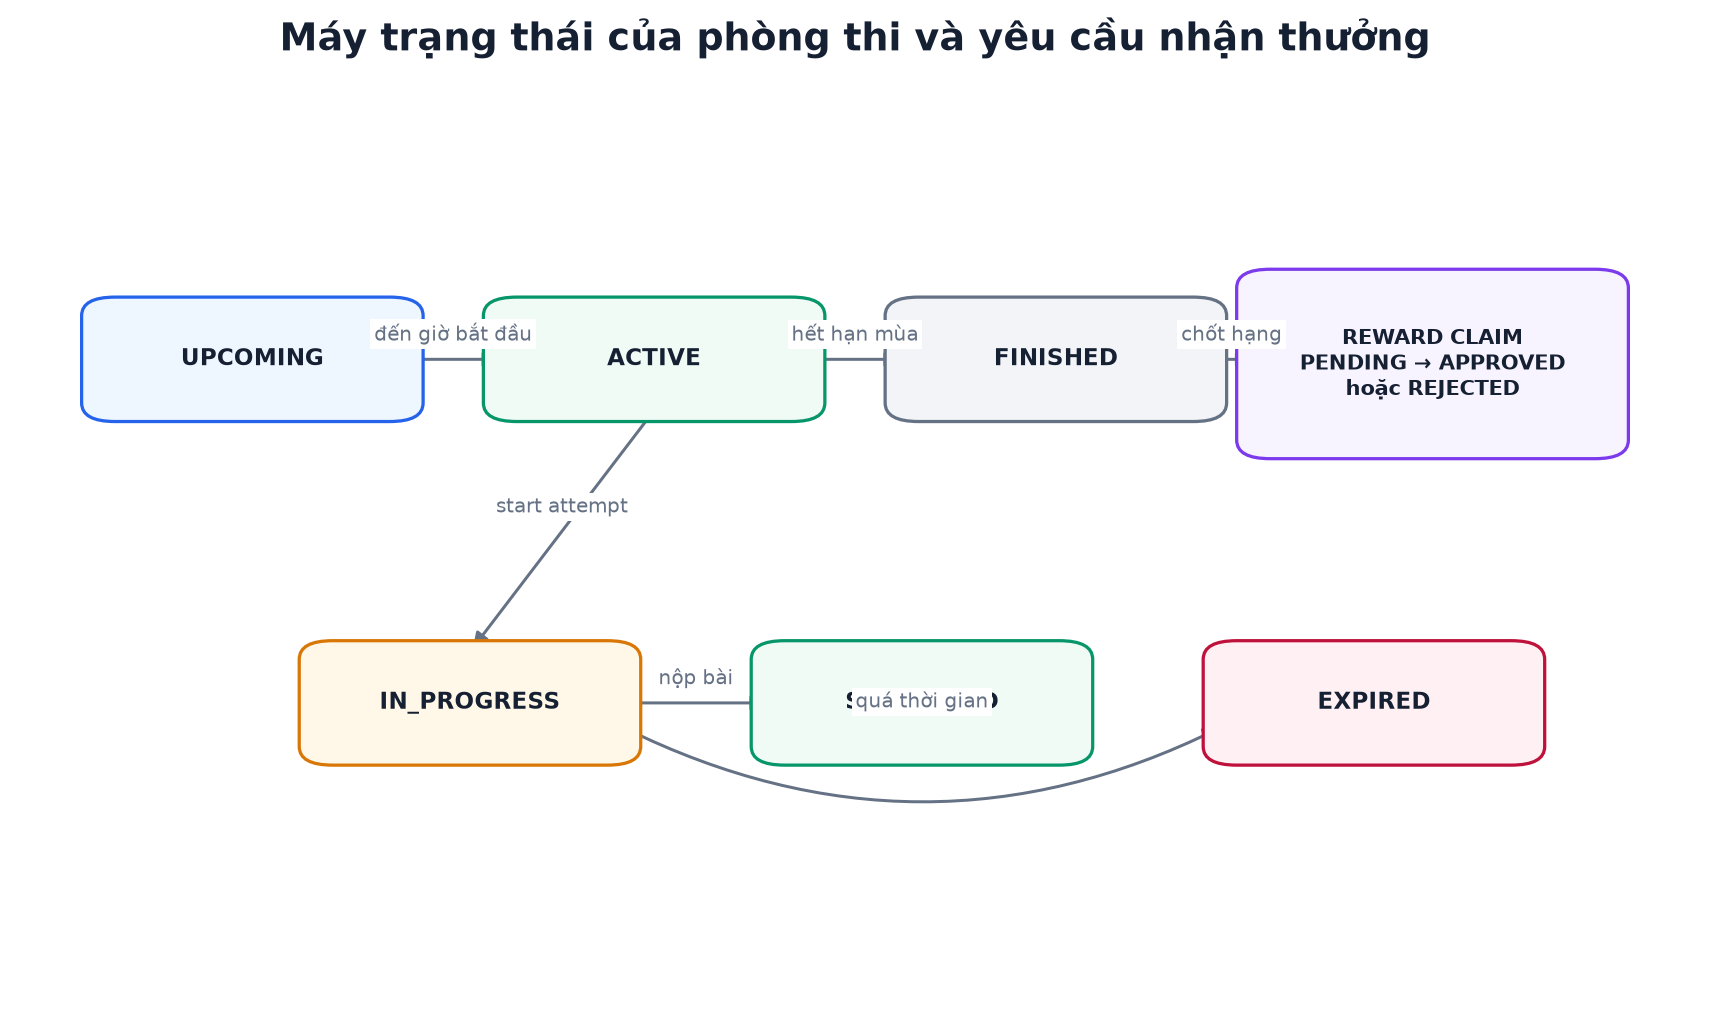 Máy trạng thái của phòng thi và yêu cầu nhận thưởng
UPCOMING
đến giờ bắt đầu
ACTIVE
hết hạn mùa
FINISHED
chốt hạng
REWARD CLAIM
PENDING → APPROVED
hoặc REJECTED
start attempt
IN_PROGRESS
nộp bài
quá thời gian
EXPIRED